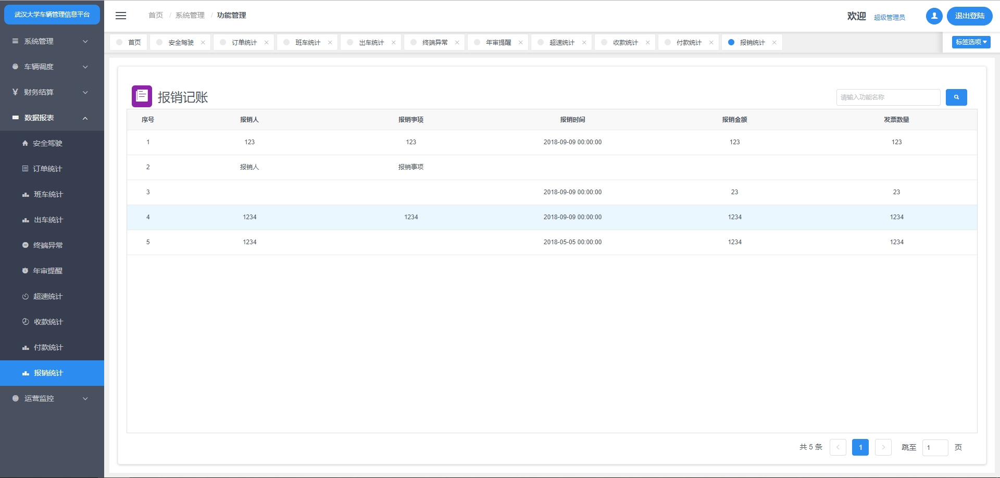 武汉大学车辆管理信息平台
系统管理
车辆调度
财务结算
数据报表
安全驾驶
订单统计
班车统计
出车统计
终端异常
年审提醒
超速统计
收款统计
付款统计
报销统计
运营监控
首页 / 系统管理 / 功能管理
欢迎 超级管理员 退出登陆
首页 安全驾驶 订单统计 班车统计 出车统计 终端异常 年审提醒 超速统计 收款统计 付款统计 报销统计 标签选项
报销记账
请输入功能名称
序号 报销人 报销事项 报销时间 报销金额 发票数量
1 123 123 2018-09-09 00:00:00 123 123
2 报销人 报销事项
3 2018-09-09 00:00:00 23 23
4 1234 1234 2018-09-09 00:00:00 1234 1234
5 1234 2018-05-05 00:00:00 1234 1234
共 5 条 1 跳至 1 页